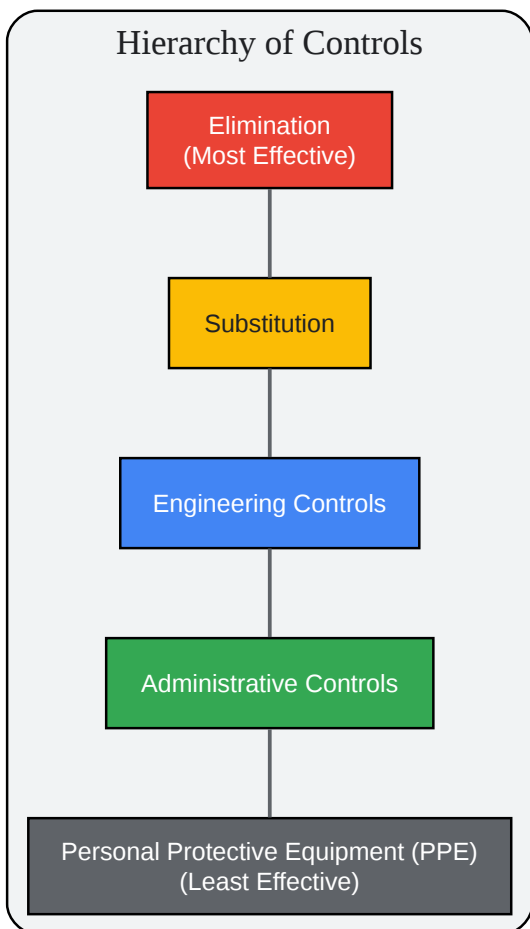 Hierarchy of Controls
Elimination
(Most Effective)
Substitution
Engineering Controls
Administrative Controls
Personal Protective Equipment (PPE)
(Least Effective)